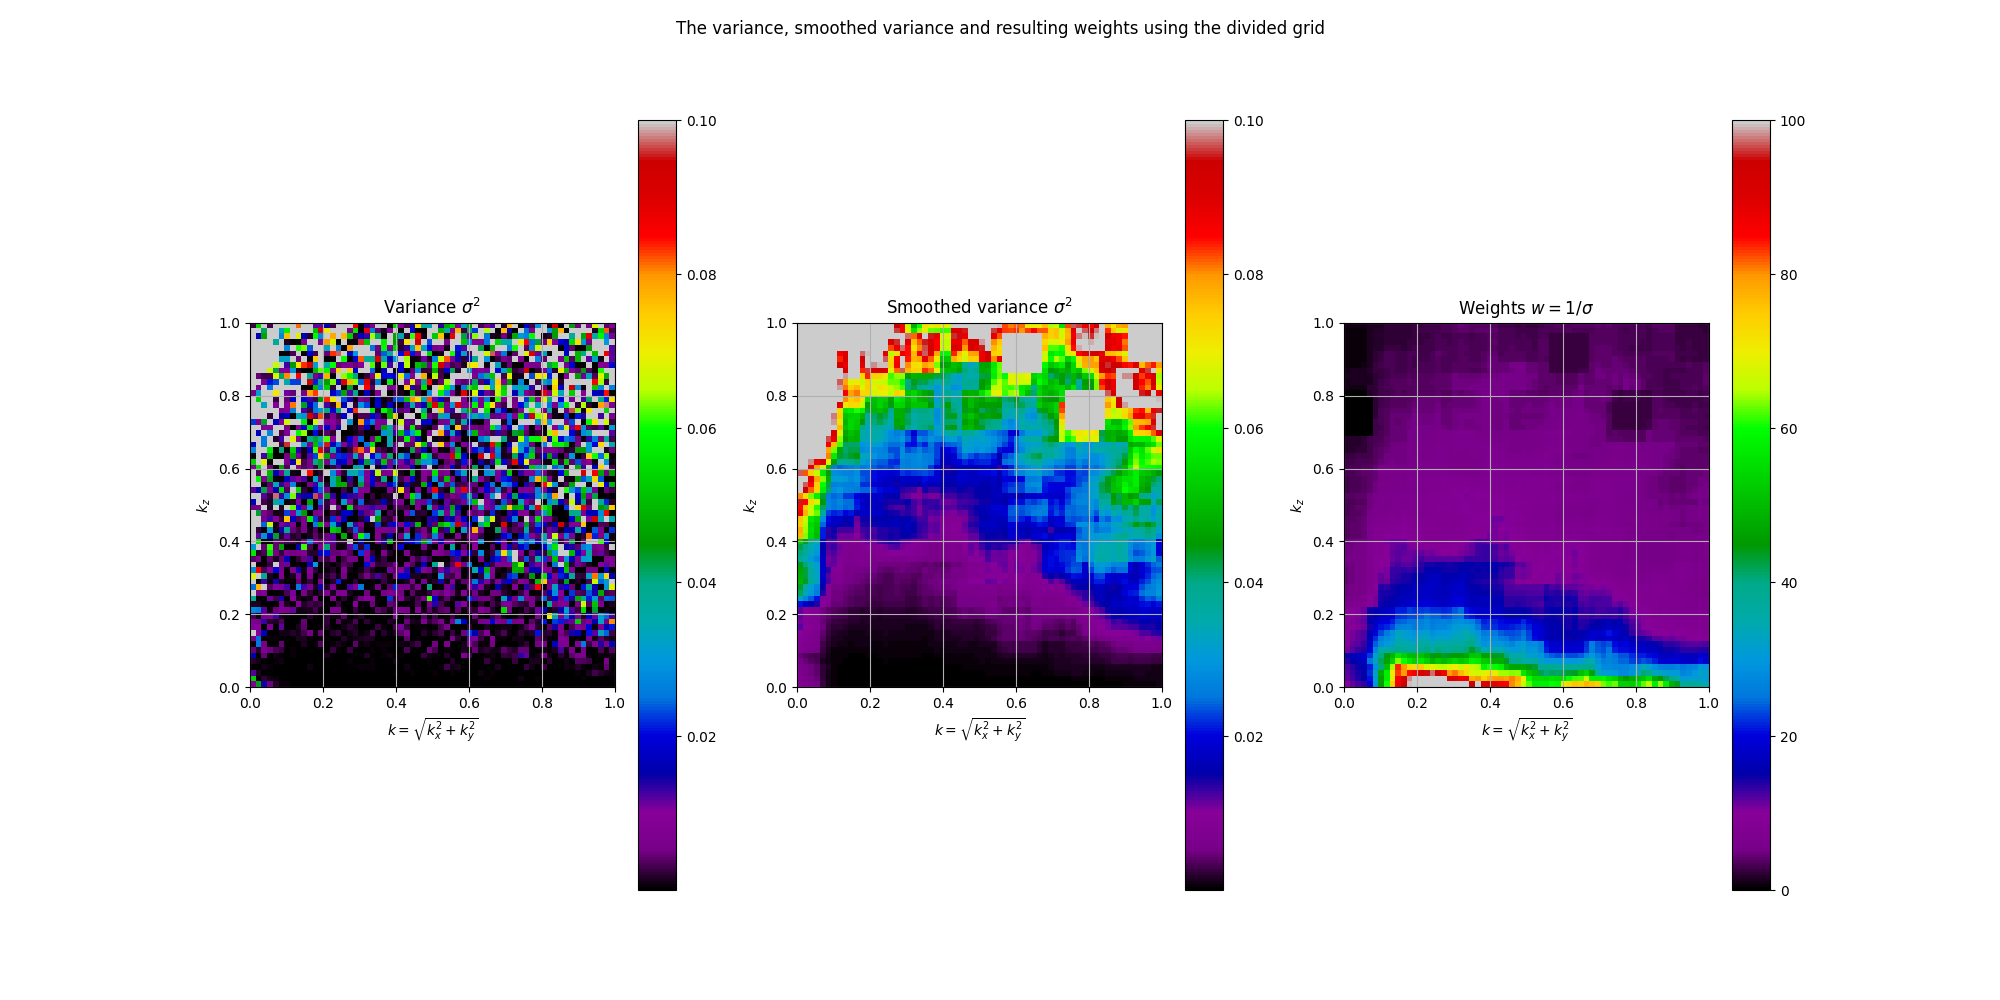 The variance, smoothed variance and resulting weights using the divided grid
Variance σ²
1.0
0.8
0.6
0.4
0.2
0.0
k_z
0.0 0.2 0.4 0.6 0.8 1.0
k = √(k_x² + k_y²)
0.10
0.08
0.06
0.04
0.02
Smoothed variance σ²
1.0
0.8
0.6
0.4
0.2
0.0
k_z
0.0 0.2 0.4 0.6 0.8 1.0
k = √(k_x² + k_y²)
0.10
0.08
0.06
0.04
0.02
Weights w = 1/σ
1.0
0.8
0.6
0.4
0.2
0.0
k_z
0.0 0.2 0.4 0.6 0.8 1.0
k = √(k_x² + k_y²)
100
80
60
40
20
0